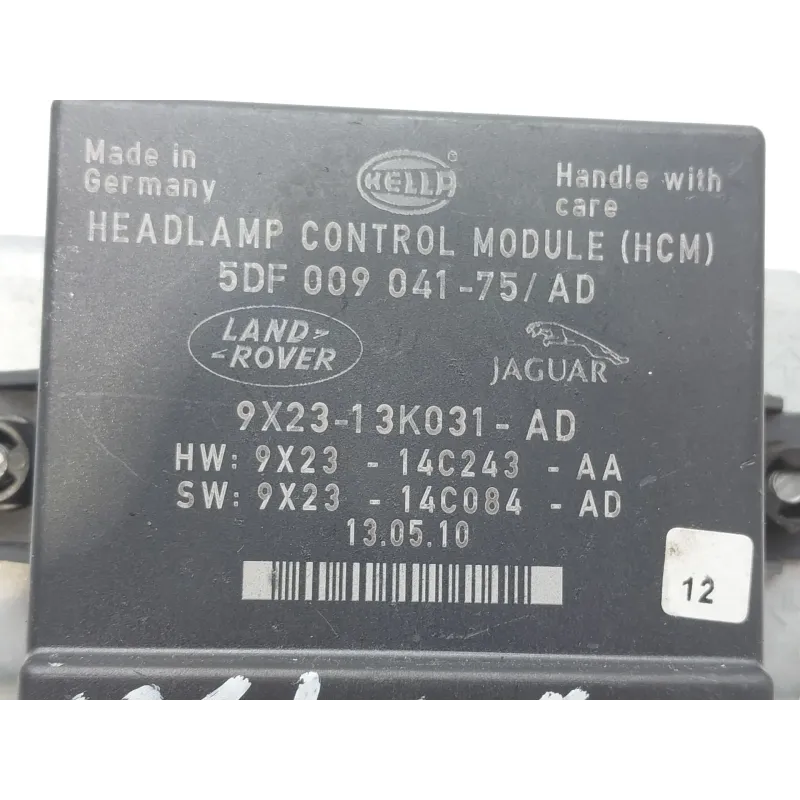 Made in
Germany
HELLA
®
Handle with
care
HEADLAMP CONTROL MODULE (HCM)
5DF 009 041-75/AD
LAND-
-ROVER
JAGUAR
9X23-13K031-AD
HW: 9X23 - 14C243 - AA
SW: 9X23 - 14C084 - AD
13.05.10
12